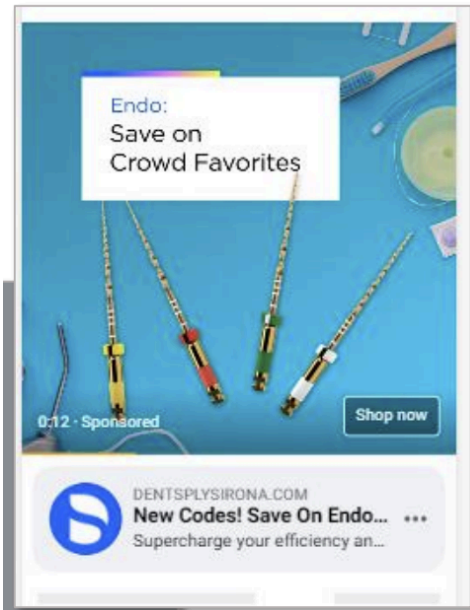 Endo:
Save on
Crowd Favorites
0:12 · Sponsored
Shop now
DENTSPLYSIRONA.COM
New Codes! Save On Endo...
Supercharge your efficiency an...